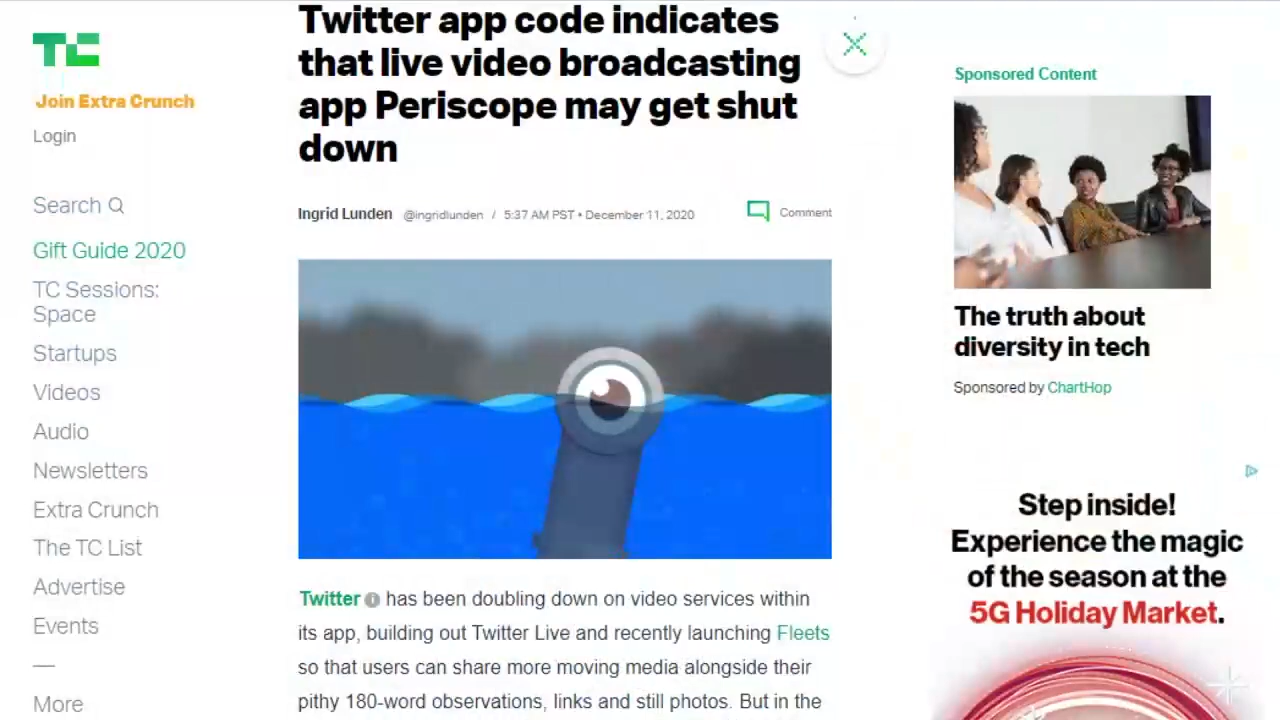 TC
Join Extra Crunch
Login
Search
Gift Guide 2020
TC Sessions:
Space
Startups
Videos
Audio
Newsletters
Extra Crunch
The TC List
Advertise
Events
—
More
Twitter app code indicates
that live video broadcasting
app Periscope may get shut
down
Ingrid Lunden @ingridlunden / 5:37 AM PST • December 11, 2020
Comment
Twitter has been doubling down on video services within
its app, building out Twitter Live and recently launching Fleets
so that users can share more moving media alongside their
pithy 180-word observations, links and still photos. But in the
Sponsored Content
The truth about
diversity in tech
Sponsored by ChartHop
Step inside!
Experience the magic
of the season at the
5G Holiday Market.